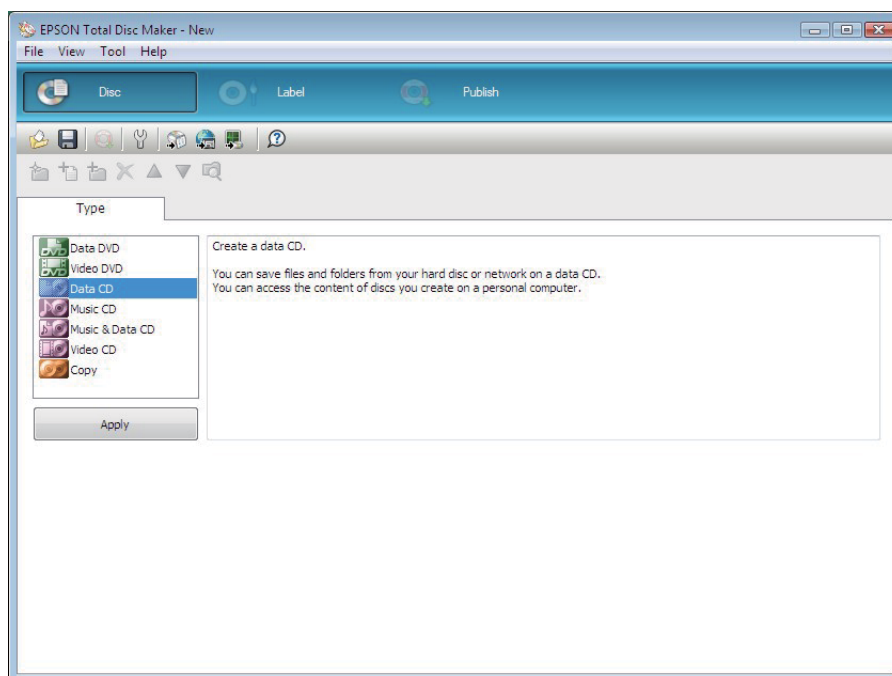 EPSON Total Disc Maker - New
File View Tool Help
Disc Label Publish
Type
Data DVD
Video DVD
Data CD
Music CD
Music & Data CD
Video CD
Copy
Apply
Create a data CD.
You can save files and folders from your hard disc or network on a data CD.
You can access the content of discs you create on a personal computer.